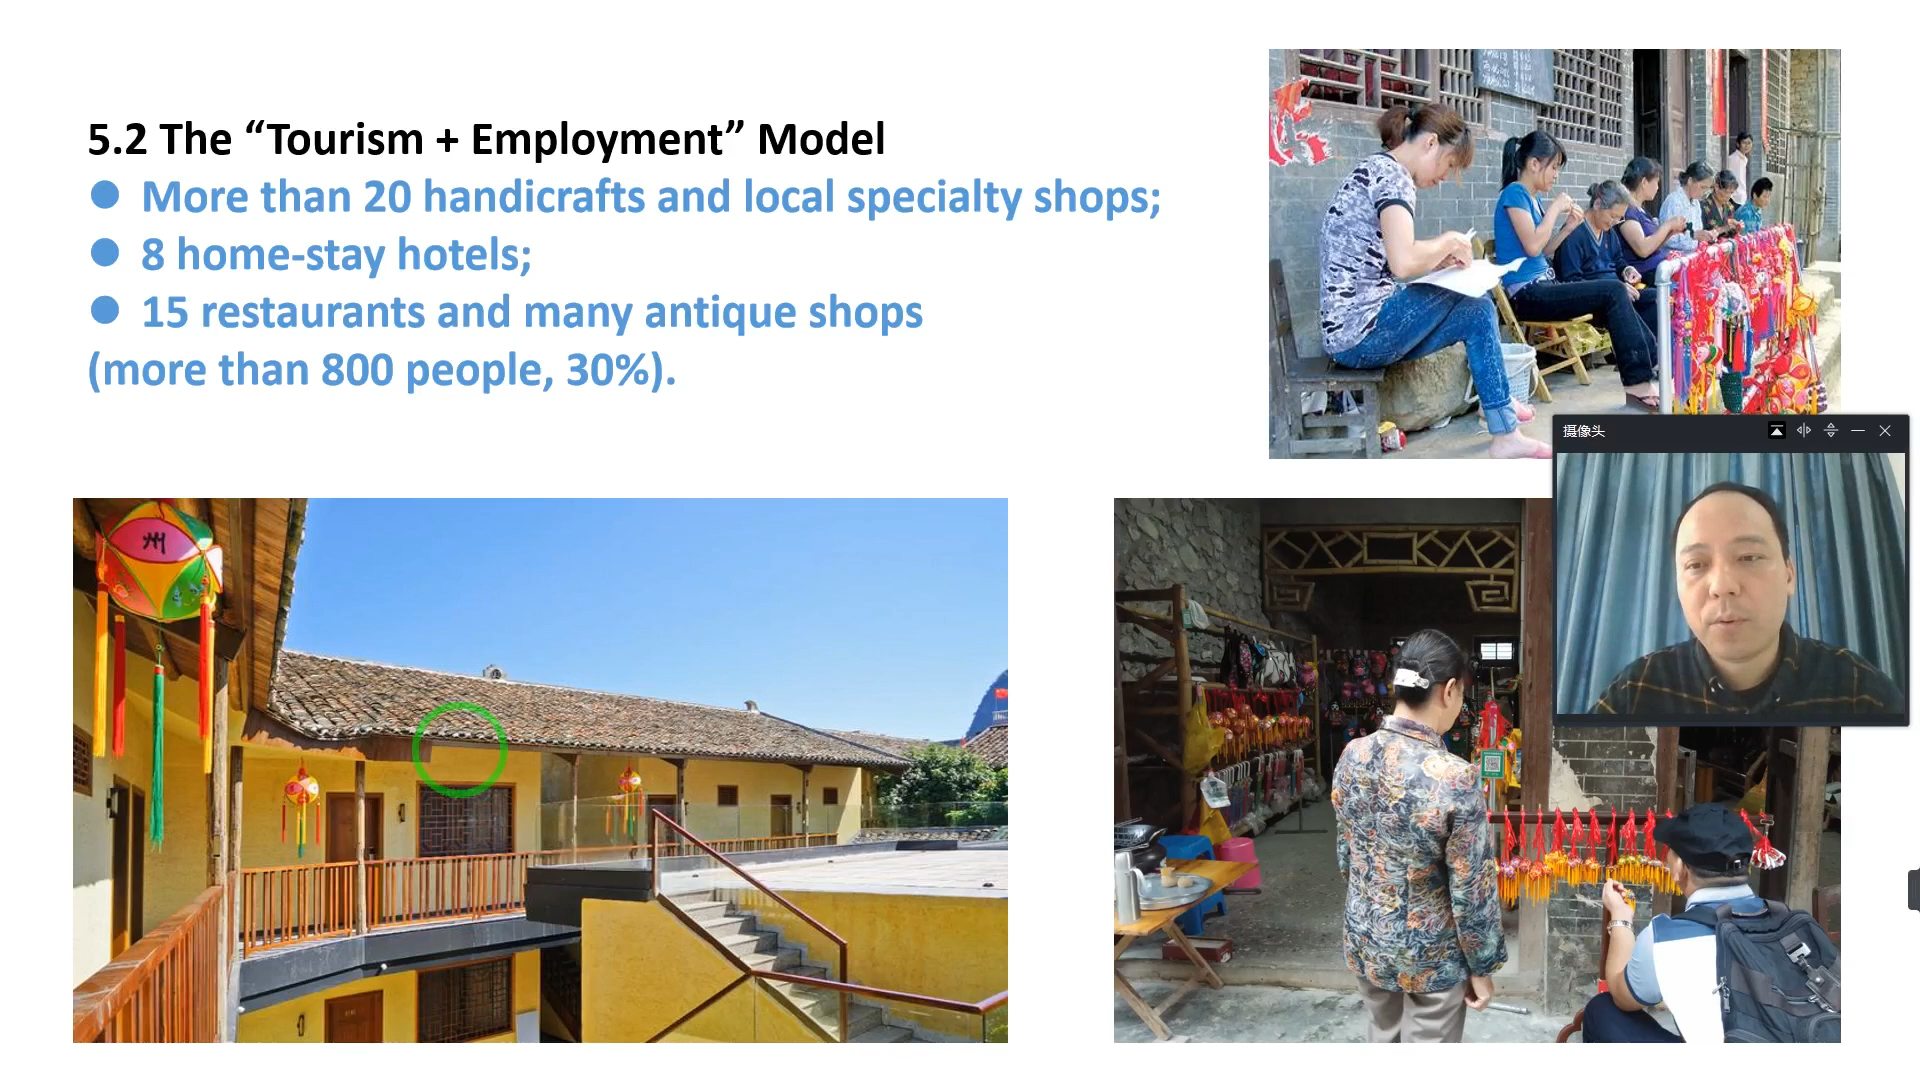 5.2 The “Tourism + Employment” Model
● More than 20 handicrafts and local specialty shops;
● 8 home-stay hotels;
● 15 restaurants and many antique shops
(more than 800 people, 30%).
摄像头
州